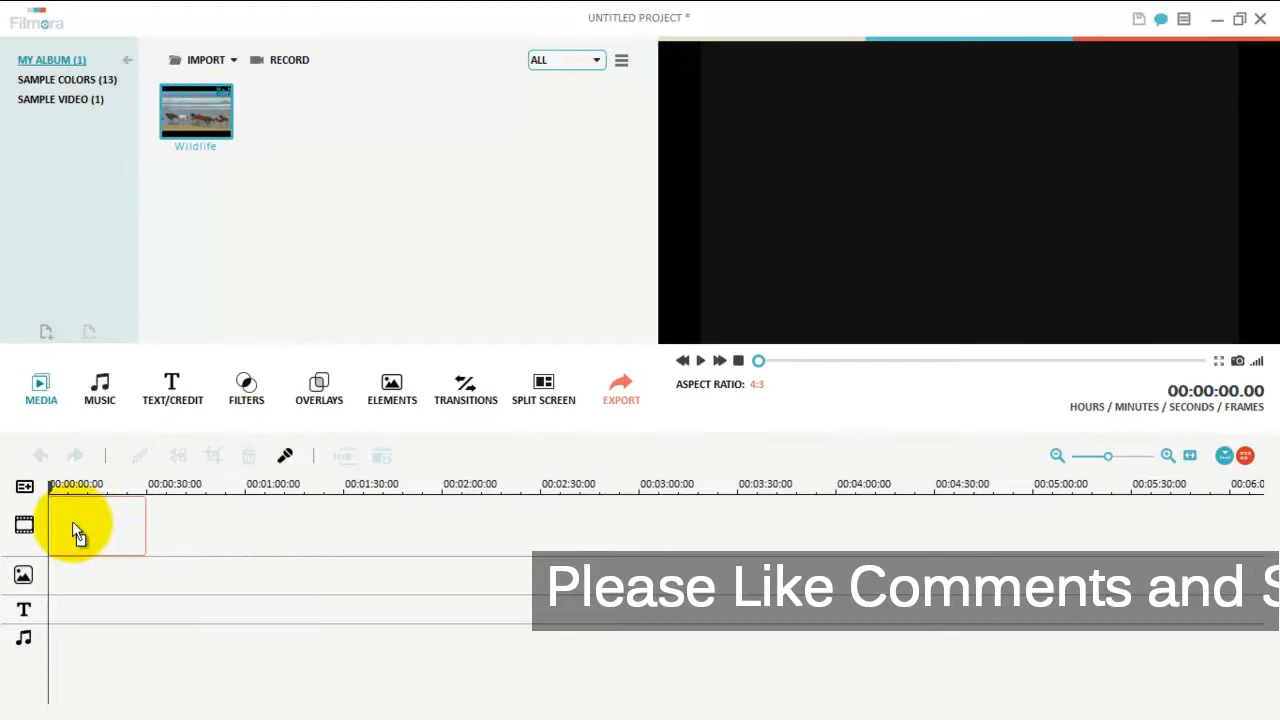 Filmora
UNTITLED PROJECT *
MY ALBUM (1)
SAMPLE COLORS (13)
SAMPLE VIDEO (1)
IMPORT
RECORD
ALL
Wildlife
MEDIA
MUSIC
TEXT/CREDIT
FILTERS
OVERLAYS
ELEMENTS
TRANSITIONS
SPLIT SCREEN
EXPORT
ASPECT RATIO: 4:3
00:00:00.00
HOURS / MINUTES / SECONDS / FRAMES
00:00:00:00 00:00:30:00 00:01:00:00 00:01:30:00 00:02:00:00 00:02:30:00 00:03:00:00 00:03:30:00 00:04:00:00 00:04:30:00 00:05:00:00 00:05:30:00 00:06:0
T
Please Like Comments and S